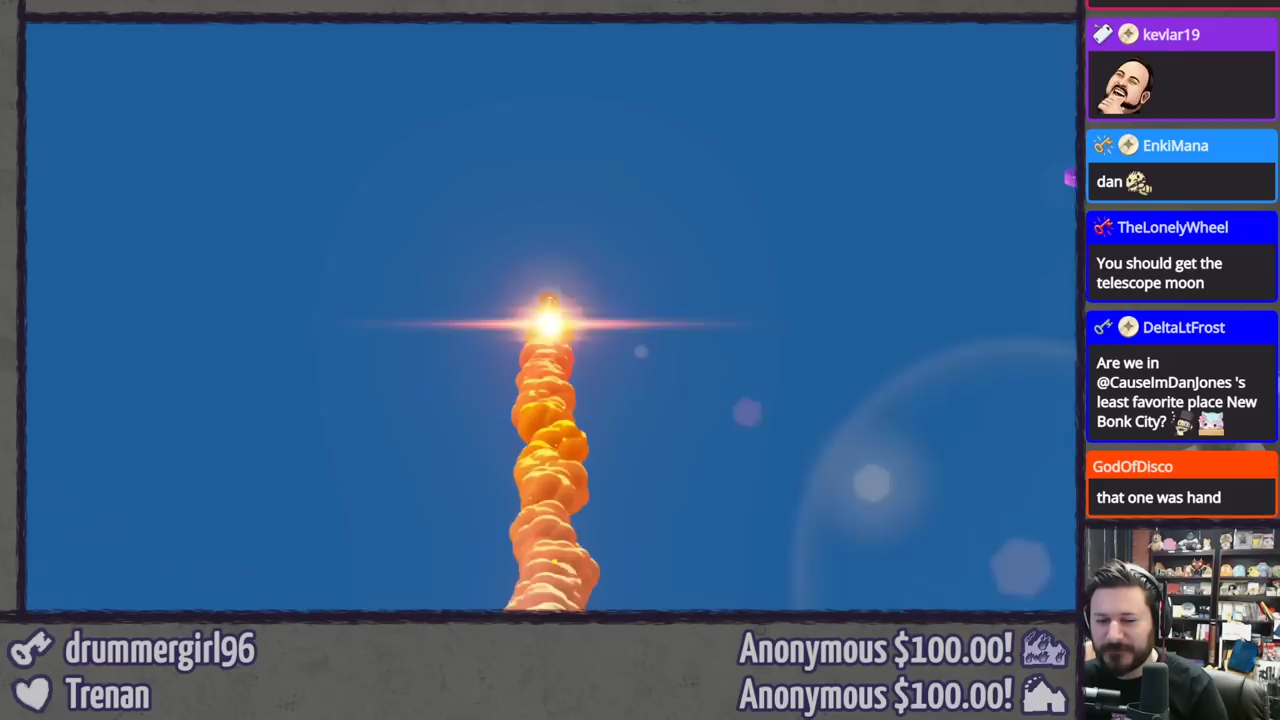 kevlar19
EnkiMana
dan
TheLonelyWheel
You should get the
telescope moon
DeltaLtFrost
Are we in
@CauseImDanJones 's
least favorite place New
Bonk City?
GodOfDisco
that one was hand
drummergirl96
Trenan
Anonymous $100.00!
Anonymous $100.00!